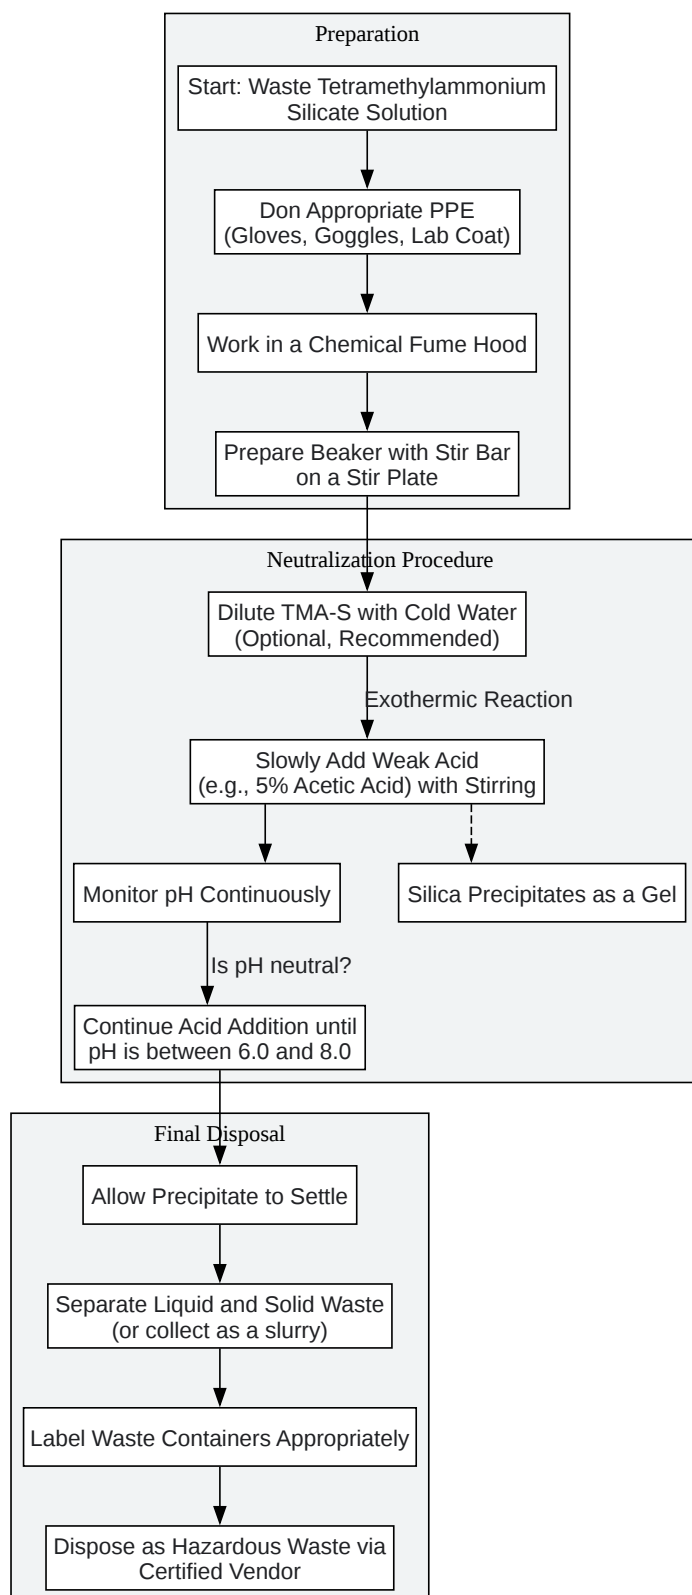 Preparation
Start: Waste Tetramethylammonium
Silicate Solution
Don Appropriate PPE
(Gloves, Goggles, Lab Coat)
Work in a Chemical Fume Hood
Prepare Beaker with Stir Bar
on a Stir Plate
Neutralization Procedure
Dilute TMA-S with Cold Water
(Optional, Recommended)
Exothermic Reaction
Slowly Add Weak Acid
(e.g., 5% Acetic Acid) with Stirring
Monitor pH Continuously
Silica Precipitates as a Gel
Is pH neutral?
Continue Acid Addition until
pH is between 6.0 and 8.0
Final Disposal
Allow Precipitate to Settle
Separate Liquid and Solid Waste
(or collect as a slurry)
Label Waste Containers Appropriately
Dispose as Hazardous Waste via
Certified Vendor